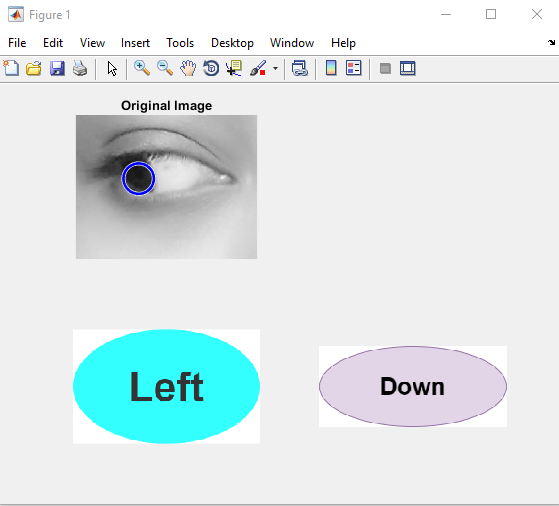 Figure 1
File Edit View Insert Tools Desktop Window Help
Original Image
Left
Down